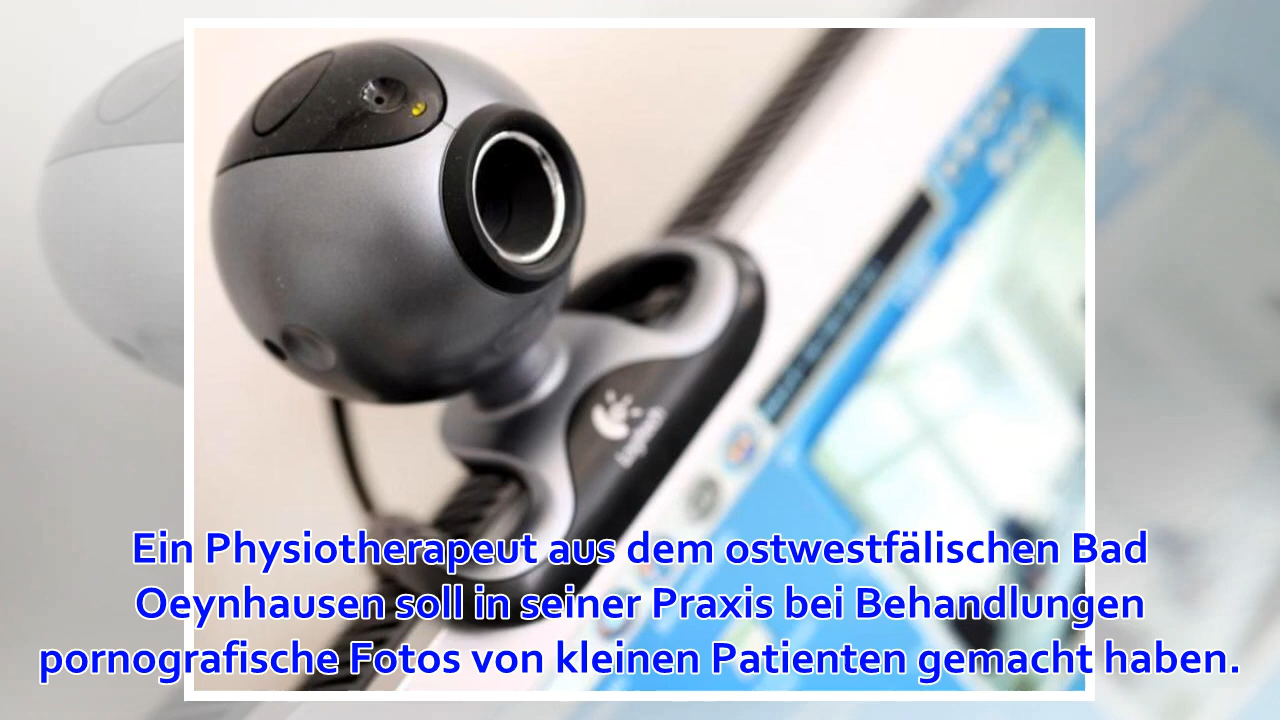 Logitech
Ein Physiotherapeut aus dem ostwestfälischen Bad
Oeynhausen soll in seiner Praxis bei Behandlungen
pornografische Fotos von kleinen Patienten gemacht haben.